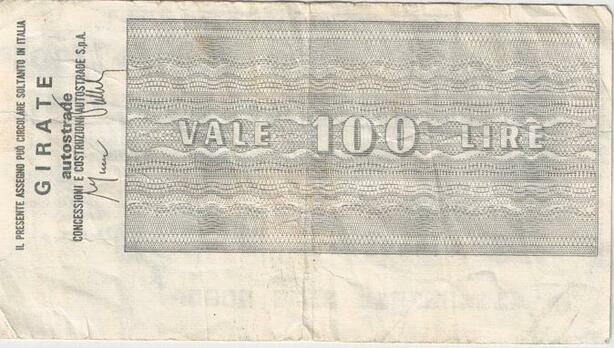 IL PRESENTE ASSEGNO PUÒ CIRCOLARE SOLTANTO IN ITALIA
GIRATE
autostrade
CONCESSIONI E COSTRUZIONI AUTOSTRADE S.p.A.
VALE 100 LIRE